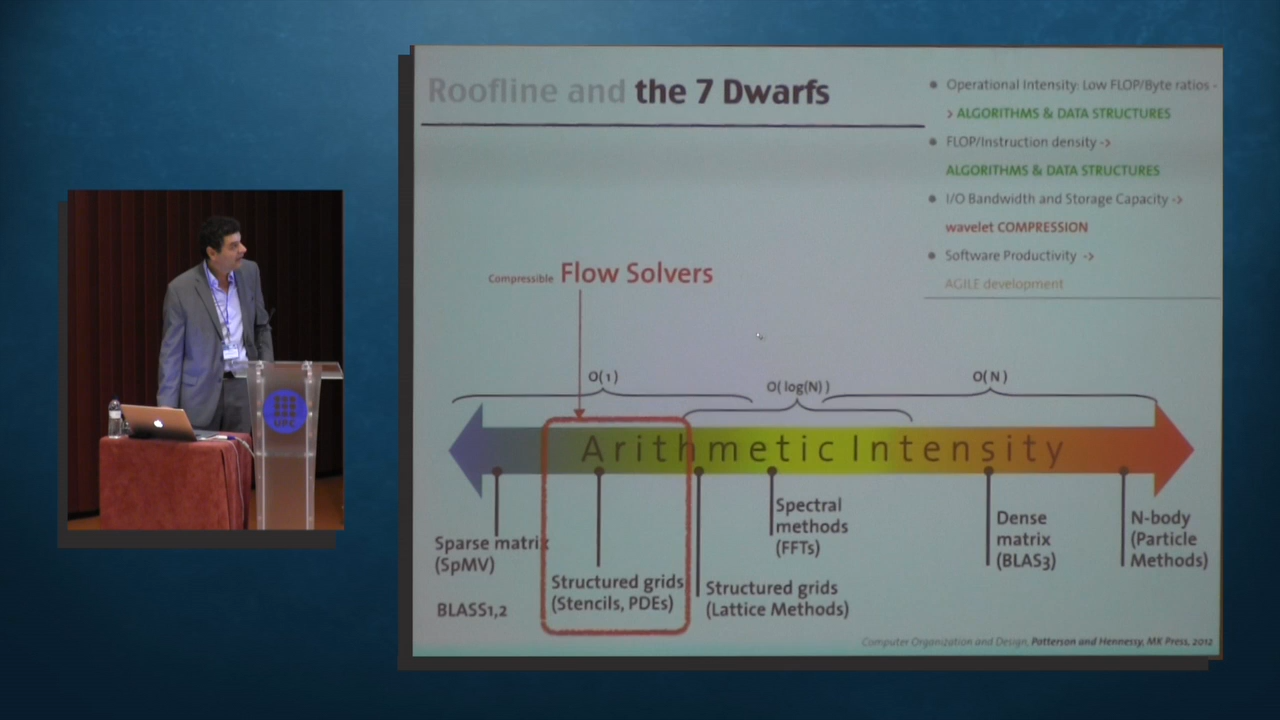 Roofline and the 7 Dwarfs
Operational Intensity: Low FLOP/Byte ratios -
> ALGORITHMS & DATA STRUCTURES
FLOP/Instruction density ->
ALGORITHMS & DATA STRUCTURES
I/O Bandwidth and Storage Capacity ->
wavelet COMPRESSION
Software Productivity ->
AGILE development
Compressible Flow Solvers
O(1)
O( log(N) )
O( N )
Arithmetic Intensity
Sparse matrix
(SpMV)
BLASS1,2
Structured grids
(Stencils, PDEs)
Structured grids
(Lattice Methods)
Spectral
methods
(FFTs)
Dense
matrix
(BLAS3)
N-body
(Particle
Methods)
Computer Organization and Design, Patterson and Hennessy, MK Press, 2012
UPC